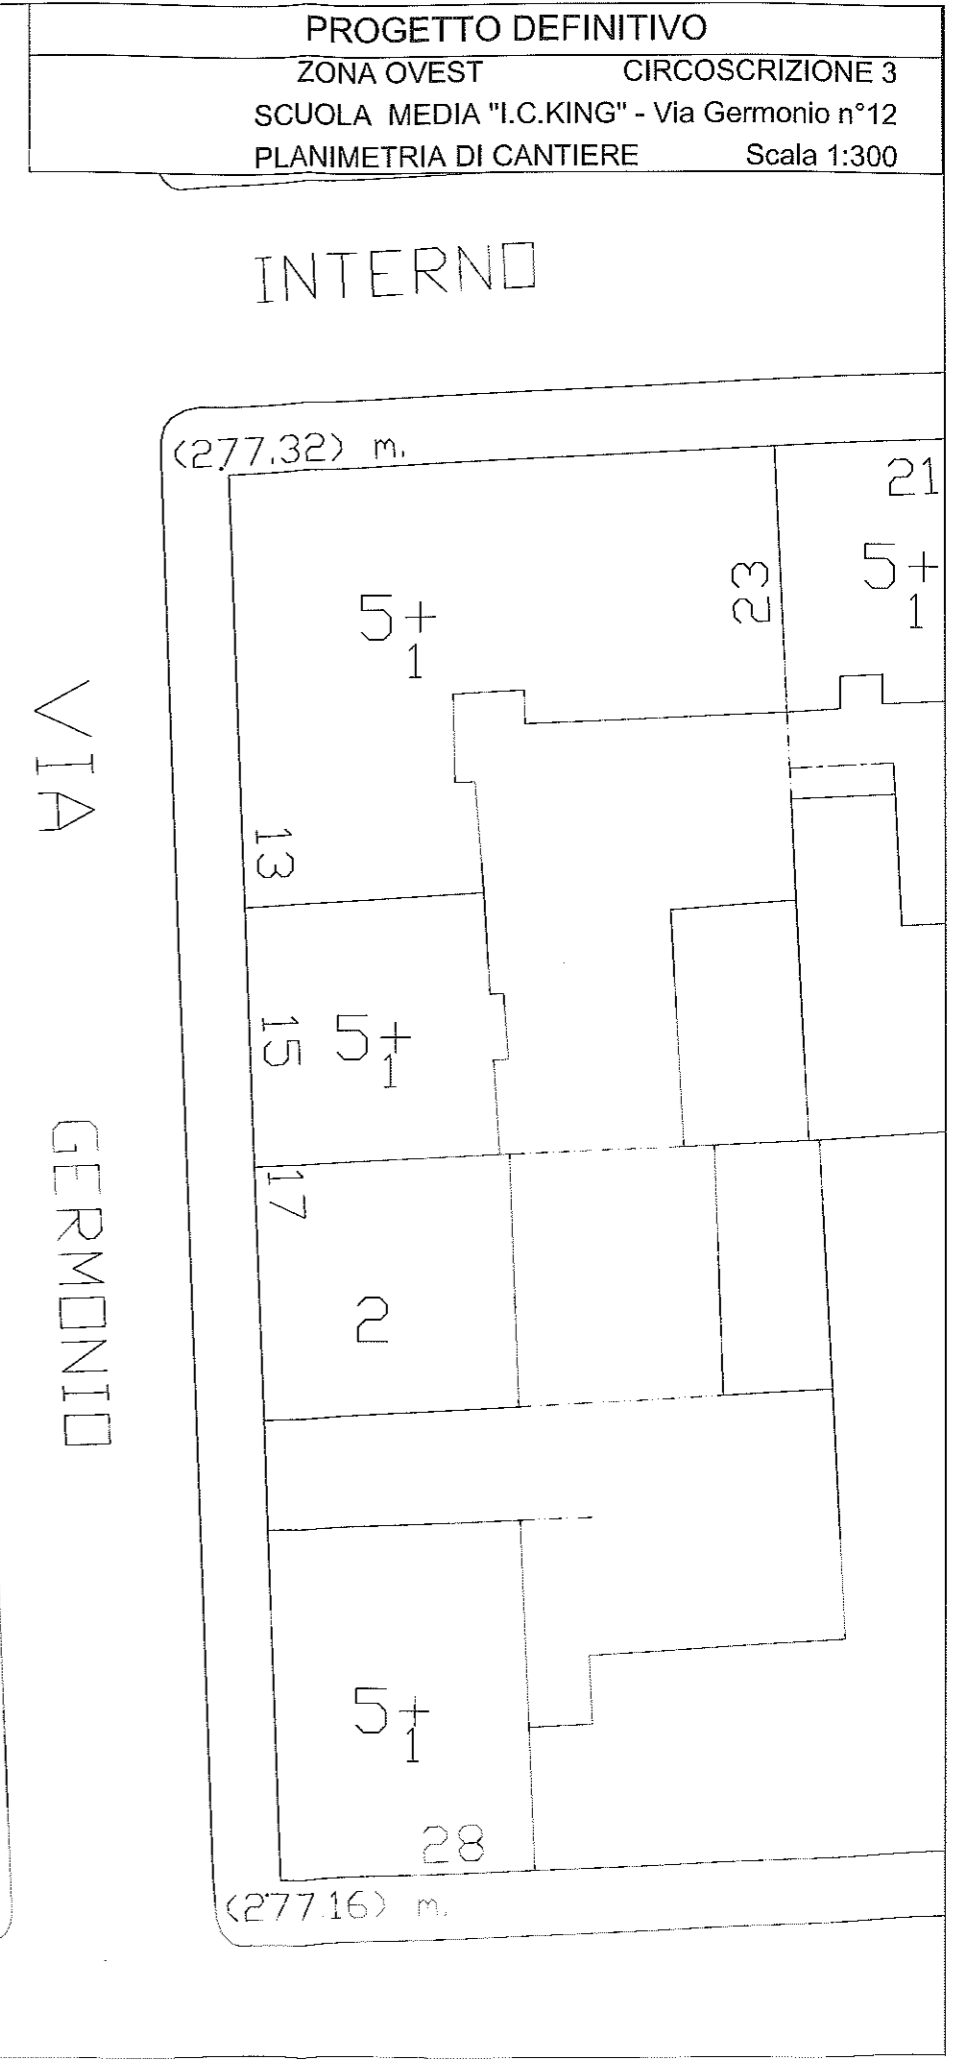 PROGETTO DEFINITIVO
ZONA OVEST CIRCOSCRIZIONE 3
SCUOLA MEDIA "I.C.KING" - Via Germonio n°12
PLANIMETRIA DI CANTIERE Scala 1:300
INTERNO
(277.32) m.
21
23
5+
1
5+
1
VIA GERMONIO
13
15
5+
1
17
2
5+
1
28
(277.16) m.